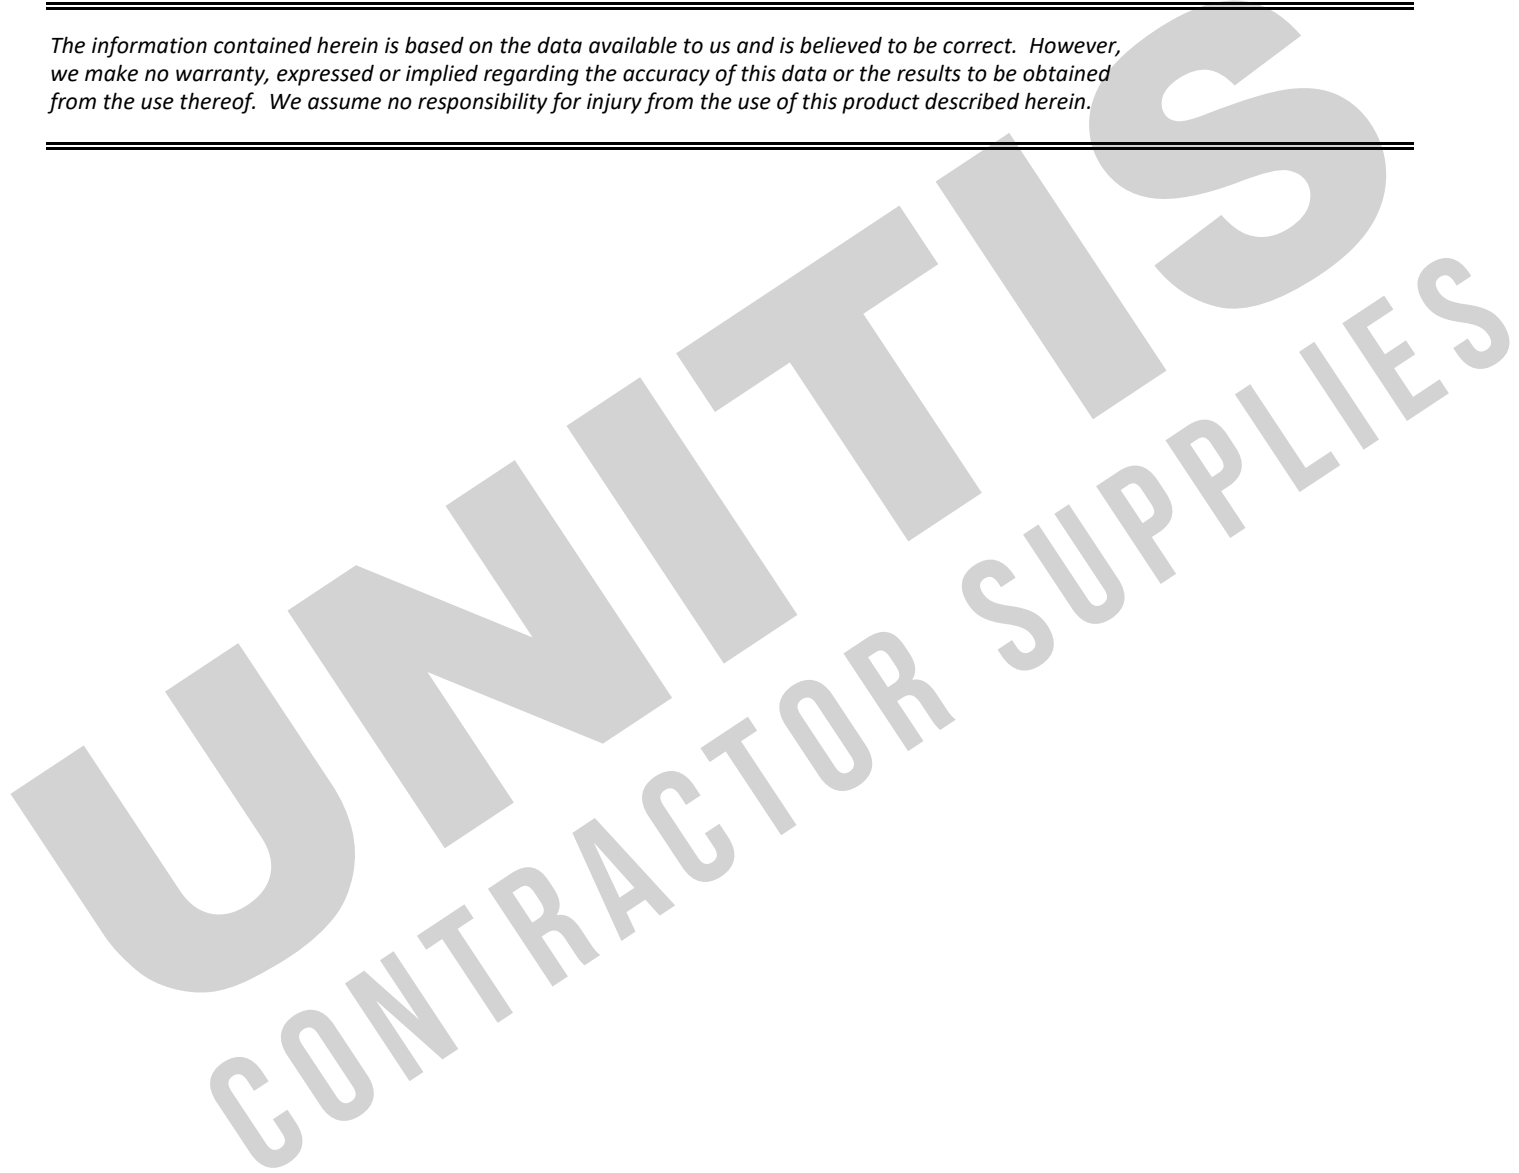 The information contained herein is based on the data available to us and is believed to be correct.  However,
we make no warranty, expressed or implied regarding the accuracy of this data or the results to be obtained
from the use thereof.  We assume no responsibility for injury from the use of this product described herein.
UNITIS
CONTRACTOR SUPPLIES